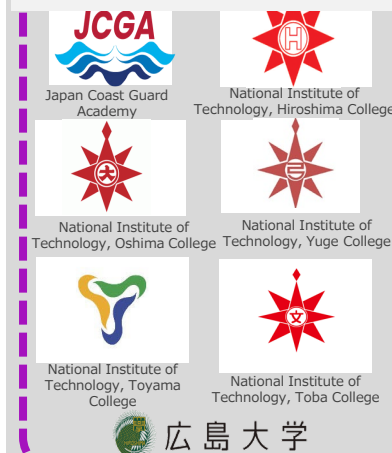 JCGA
H
Japan Coast Guard
Academy
National Institute of
Technology, Hiroshima College
大
National Institute of
Technology, Oshima College
National Institute of
Technology, Yuge College
National Institute of
Technology, Toyama
College
文
National Institute of
Technology, Toba College
広島大学